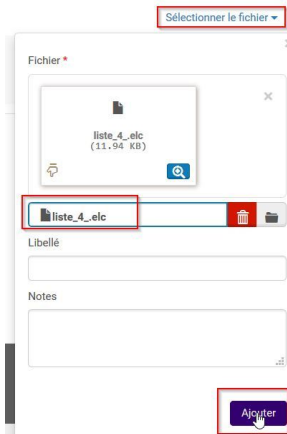 Sélectionner le fichier
Fichier *
liste_4_.elc
(11.94 KB)
liste_4_.elc
Libellé
Notes
Ajouter